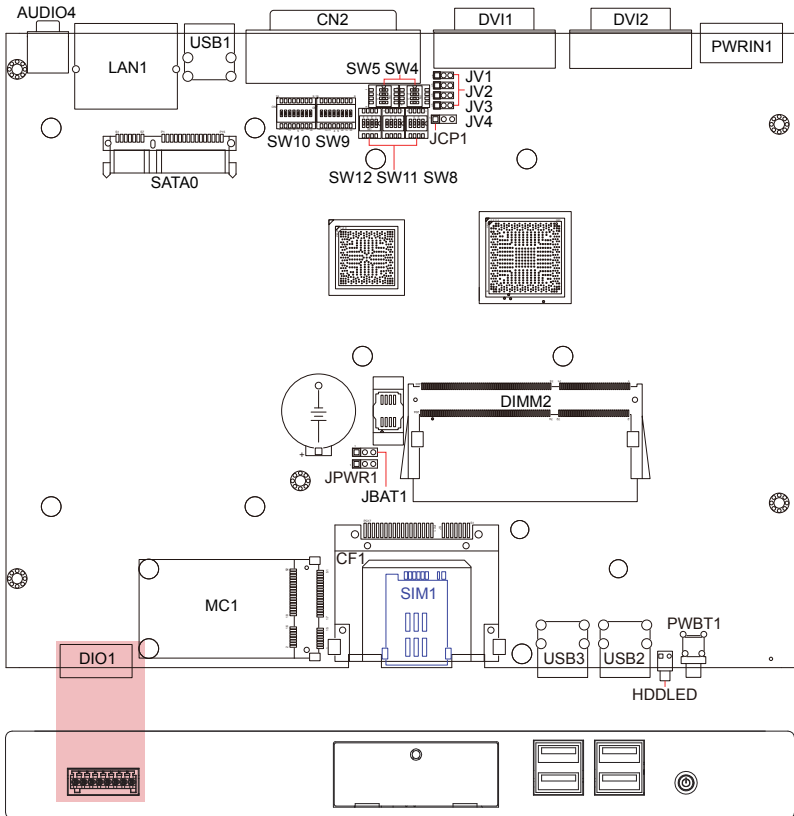 AUDIO4
LAN1
USB1
CN2
DVI1
DVI2
PWRIN1
SW5 SW4
JV1
JV2
JV3
JV4
JCP1
SW10 SW9
SW12 SW11 SW8
SATA0
DIMM2
JPWR1
JBAT1
CF1
SIM1
MC1
DIO1
USB3
USB2
PWBT1
HDDLED